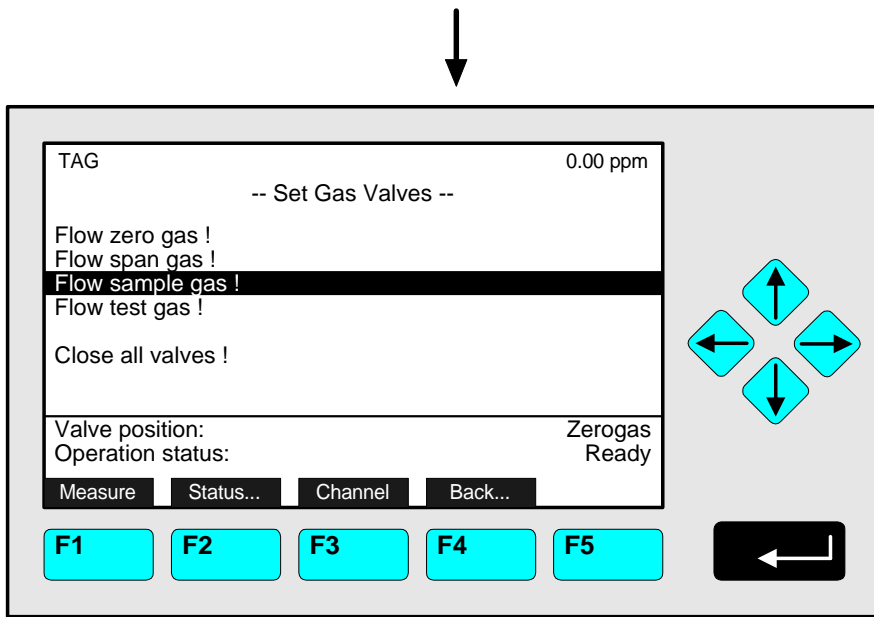 TAG 0.00 ppm
-- Set Gas Valves --
Flow zero gas !
Flow span gas !
Flow sample gas !
Flow test gas !
Close all valves !
Valve position: Zerogas
Operation status: Ready
Measure Status... Channel Back...
F1 F2 F3 F4 F5